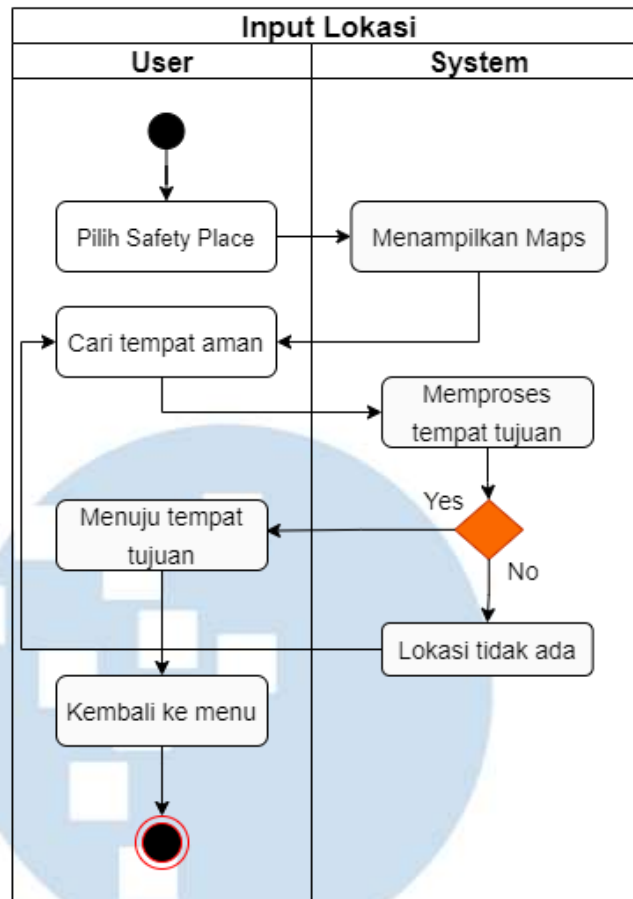 Input Lokasi
User
System
Pilih Safety Place
Menampilkan Maps
Cari tempat aman
Memproses
tempat tujuan
Yes
Menuju tempat
tujuan
No
Lokasi tidak ada
Kembali ke menu